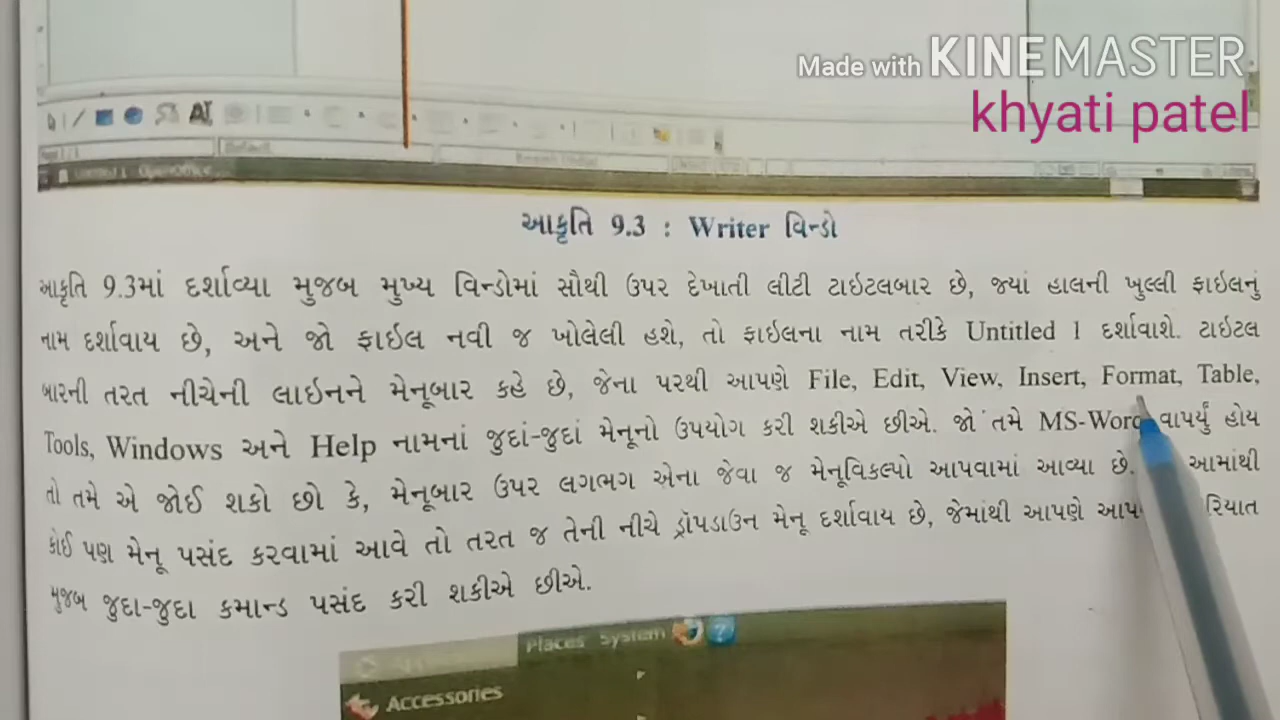 Made with KINEMASTER
khyati patel
આકૃતિ 9.3 : Writer વિન્ડો
આકૃતિ 9.3માં દર્શાવ્યા મુજબ મુખ્ય વિન્ડોમાં સૌથી ઉપર દેખાતી લીટી ટાઇટલબાર છે, જ્યાં હાલની ખુલ્લી ફાઇલનું
નામ દર્શાવાય છે, અને જો ફાઇલ નવી જ ખોલેલી હશે, તો ફાઇલના નામ તરીકે Untitled 1 દર્શાવાશે. ટાઇટલ
બારની તરત નીચેની લાઇનને મેનૂબાર કહે છે, જેના પરથી આપણે File, Edit, View, Insert, Format, Table,
Tools, Windows અને Help નામનાં જુદાં-જુદાં મેનૂનો ઉપયોગ કરી શકીએ છીએ. જો તમે MS-Word વાપર્યું હોય
તો તમે એ જોઈ શકો છો કે, મેનૂબાર ઉપર લગભગ એના જેવા જ મેનૂવિકલ્પો આપવામાં આવ્યા છે. આમાંથી
કોઈ પણ મેનૂ પસંદ કરવામાં આવે તો તરત જ તેની નીચે ડ્રૉપડાઉન મેનૂ દર્શાવાય છે, જેમાંથી આપણે
મુજબ જુદા-જુદા કમાન્ડ પસંદ કરી શકીએ છીએ.
Places System
Accessories